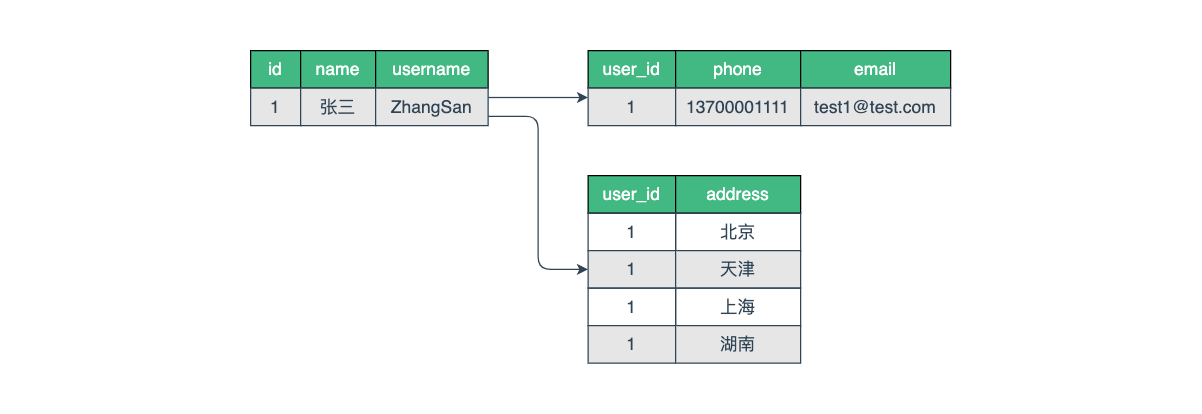 id name username
1 张三 ZhangSan
user_id phone email
1 13700001111 test1@test.com
user_id address
1 北京
1 天津
1 上海
1 湖南